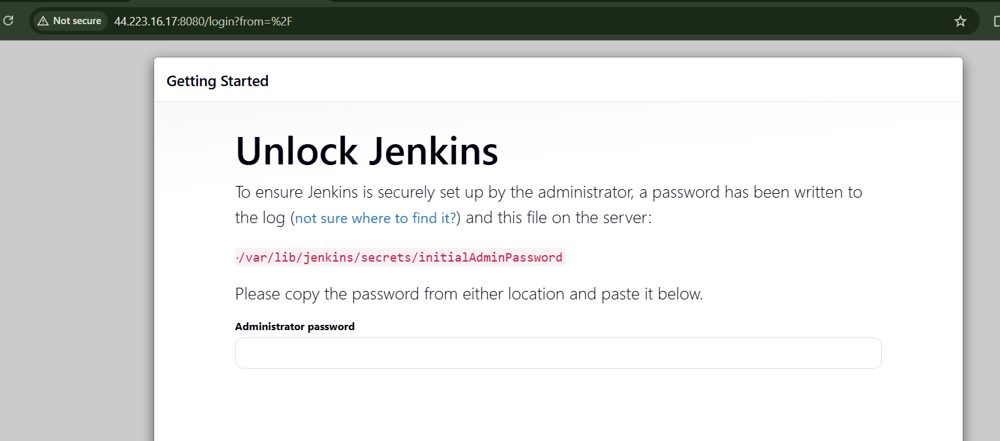 Not secure 44.223.16.17:8080/login?from=%2F
Getting Started
Unlock Jenkins
To ensure Jenkins is securely set up by the administrator, a password has been written to
the log (not sure where to find it?) and this file on the server:
/var/lib/jenkins/secrets/initialAdminPassword
Please copy the password from either location and paste it below.
Administrator password